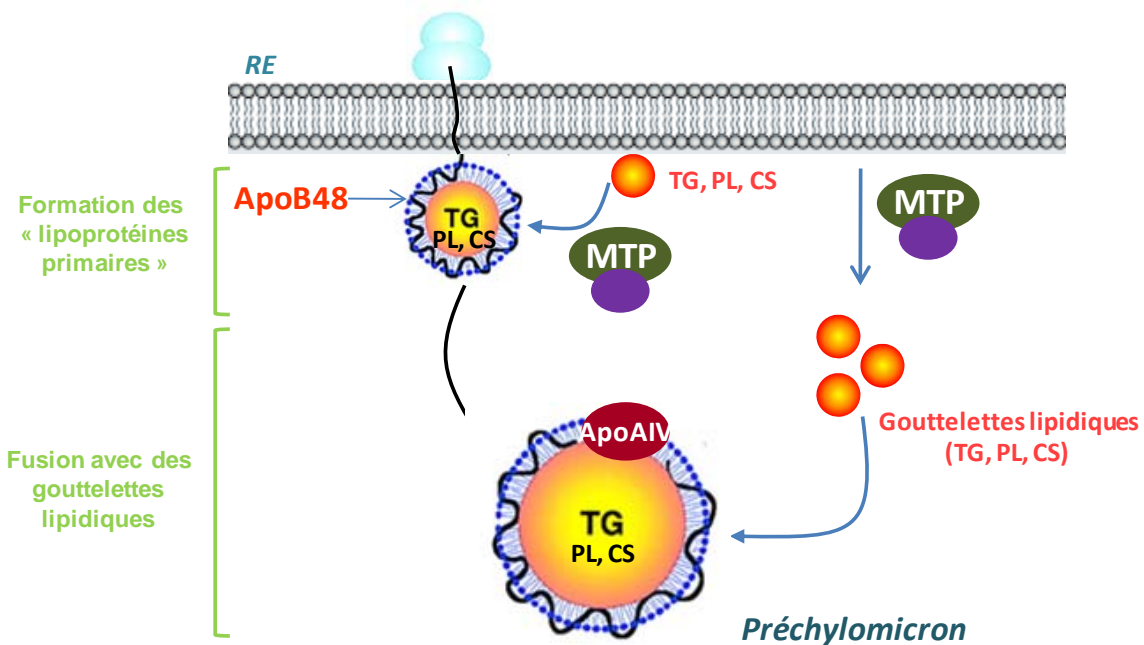 RE
Formation des
« lipoprotéines
primaires »
ApoB48
TG
PL, CS
TG, PL, CS
MTP
MTP
Fusion avec des
gouttelettes
lipidiques
ApoAIV
TG
PL, CS
Gouttelettes lipidiques
(TG, PL, CS)
Préchylomicron